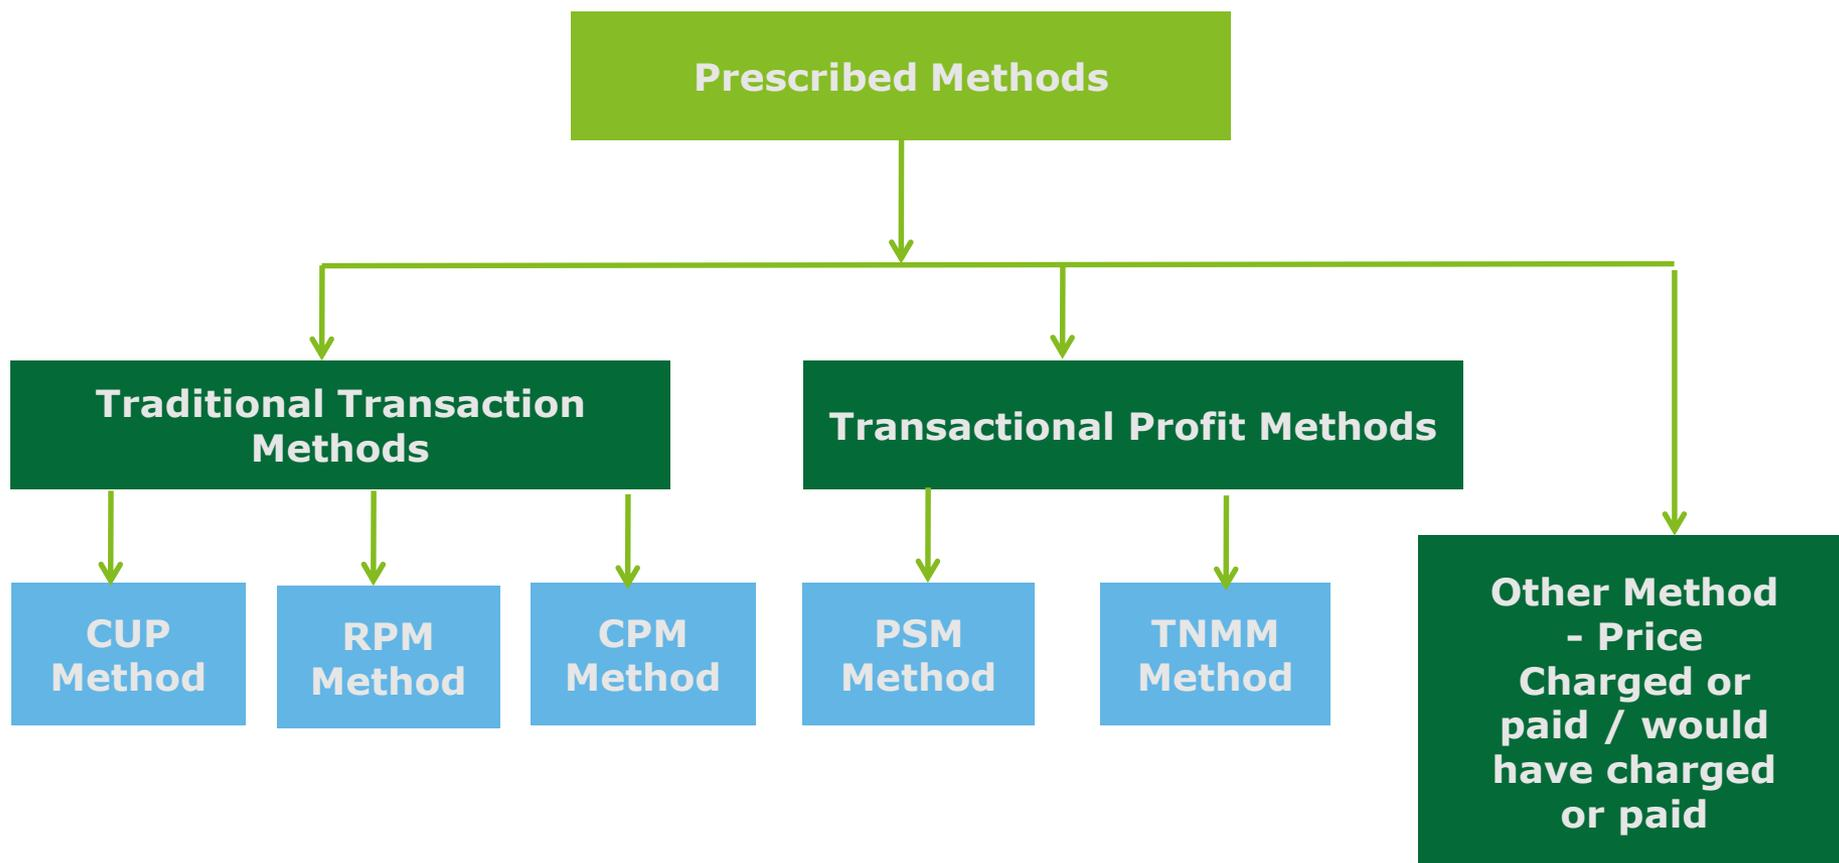 Prescribed Methods
Traditional Transaction
Methods
Transactional Profit Methods
CUP
Method
RPM
Method
CPM
Method
PSM
Method
TNMM
Method
Other Method
- Price
Charged or
paid / would
have charged
or paid